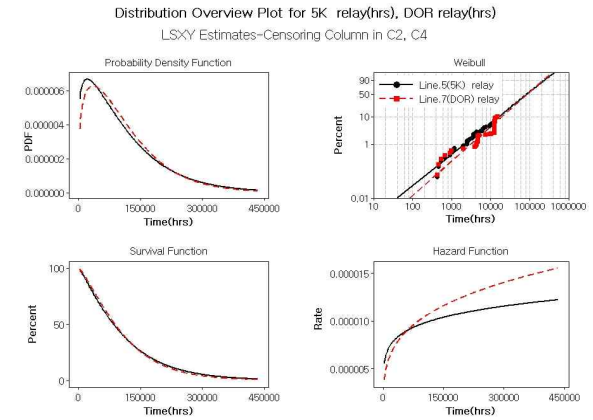 Distribution Overview Plot for 5K relay(hrs), DOR relay(hrs)
LSXY Estimates-Censoring Column in C2, C4
Probability Density Function
0.000006
0.000004
0.000002
0.000000
PDF
0 150000 300000 450000
Time(hrs)
Weibull
90
50
10
1
0.01
Percent
Line.5(5K) relay
Line.7(DOR) relay
10 100 1000 10000 100000 1000000
Time(hrs)
Survival Function
100
50
0
Percent
0 150000 300000 450000
Time(hrs)
Hazard Function
0.000015
0.000010
0.000005
Rate
0 150000 300000 450000
Time(hrs)